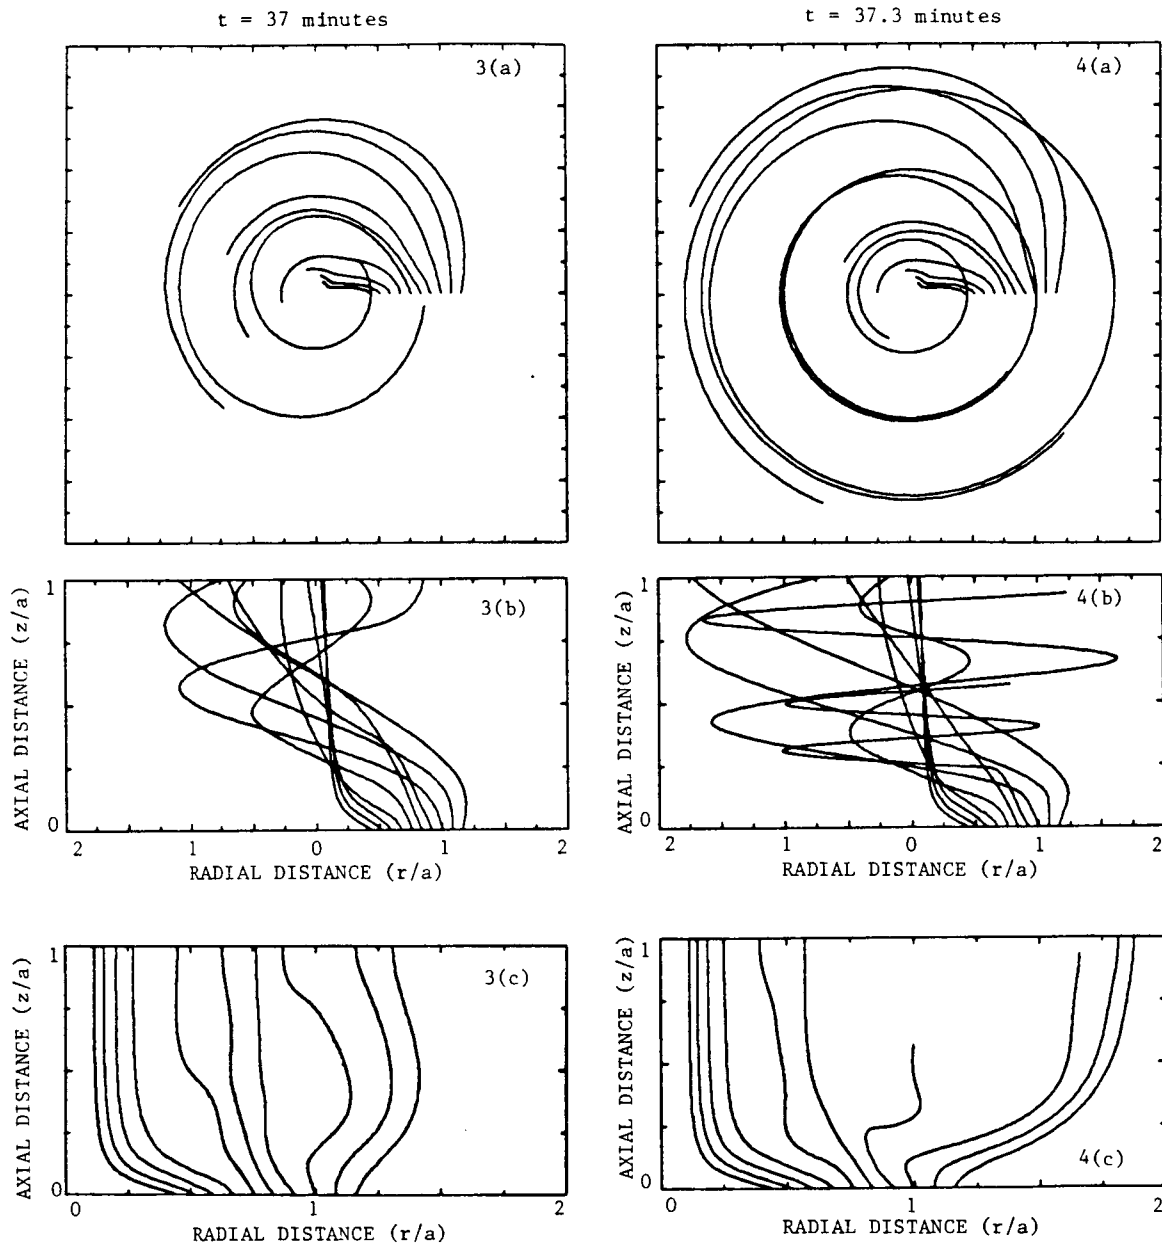 t = 37 minutes
t = 37.3 minutes
3(a)
4(a)
AXIAL DISTANCE (z/a)
1
0
3(b)
2 1 0 1 2
RADIAL DISTANCE (r/a)
AXIAL DISTANCE (z/a)
1
0
4(b)
2 1 0 1 2
RADIAL DISTANCE (r/a)
AXIAL DISTANCE (z/a)
1
0
3(c)
0 1 2
RADIAL DISTANCE (r/a)
AXIAL DISTANCE (z/a)
1
0
4(c)
0 1 2
RADIAL DISTANCE (r/a)